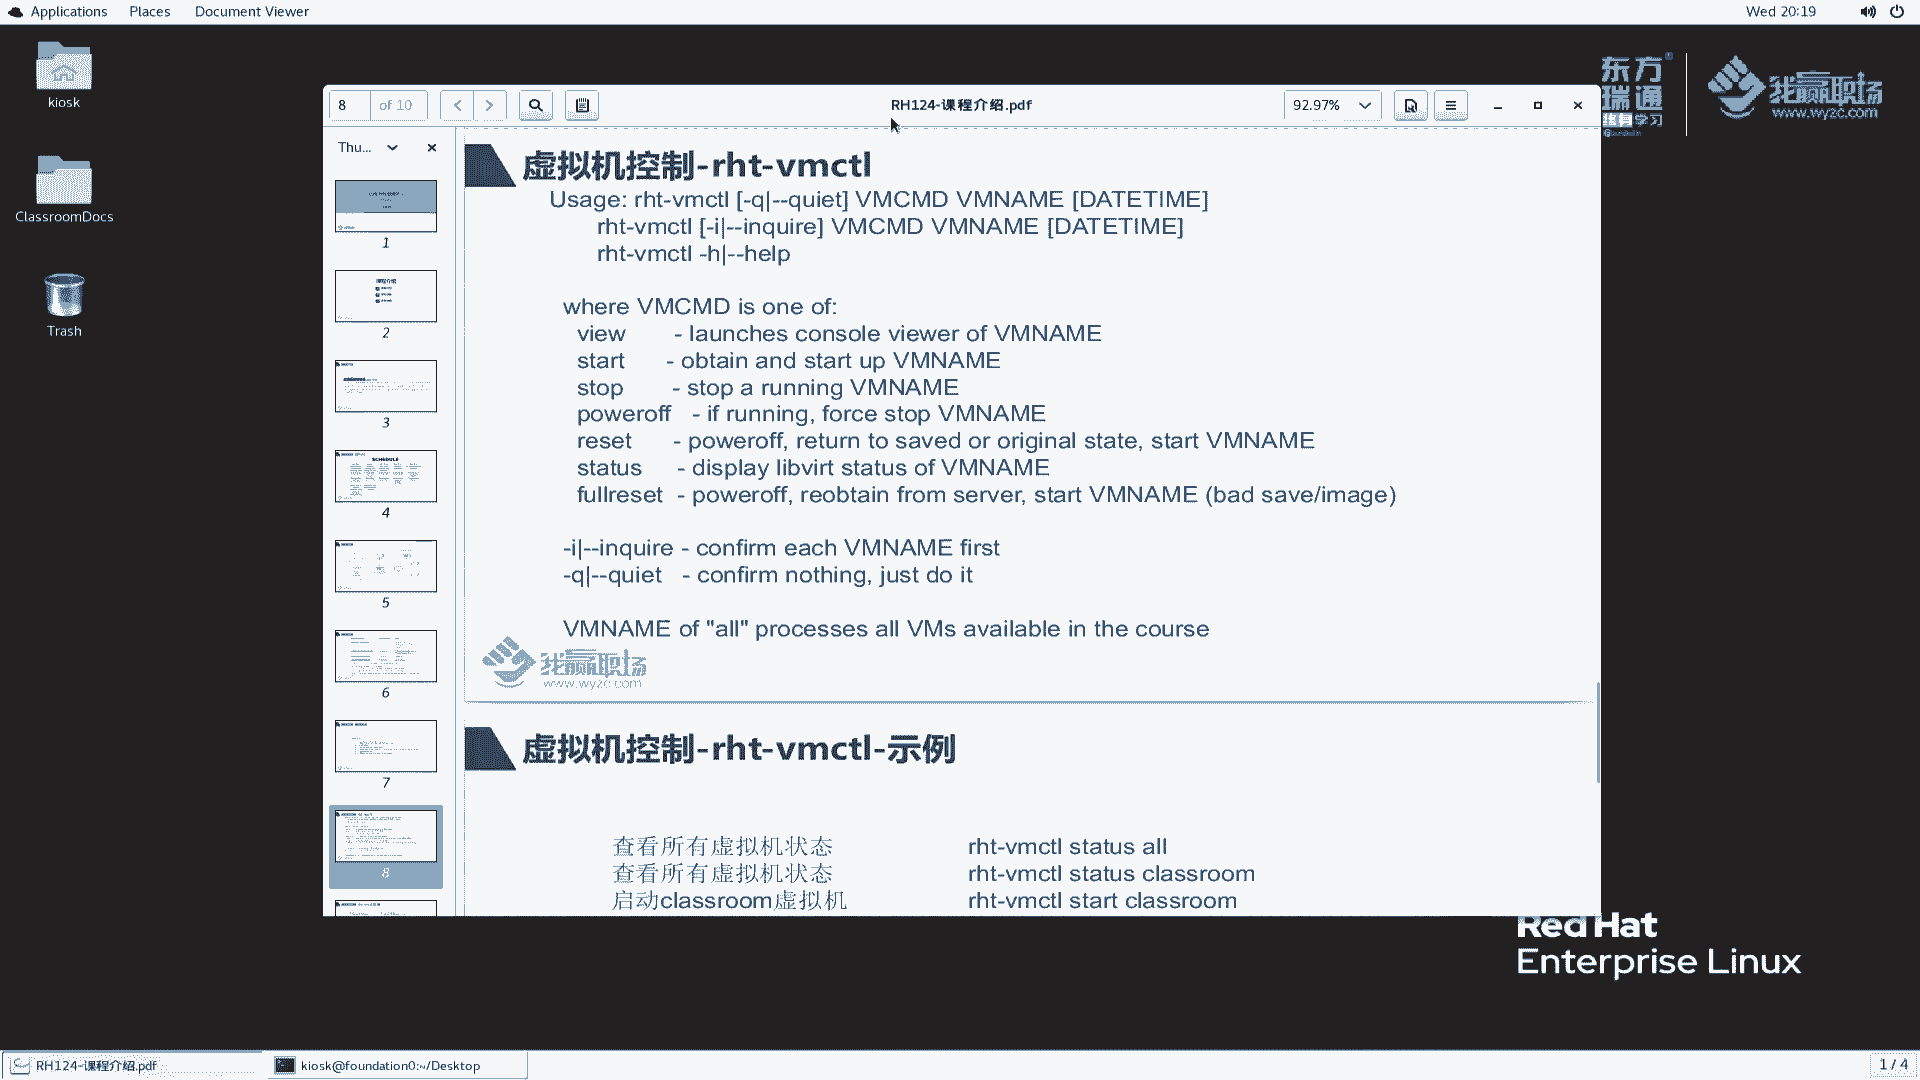 Applications Places Document Viewer
Wed 20:19
kiosk
ClassroomDocs
Trash
东方
瑞通
终身学习
我赢职场
www.wyzc.com
8 of 10
RH124-课程介绍.pdf
92.97%
Thu...
1
2
课程介绍
3
4
SCHEDULE
5
6
7
8
虚拟机控制-rht-vmctl
Usage: rht-vmctl [-q|--quiet] VMCMD VMNAME [DATETIME]
rht-vmctl [-i|--inquire] VMCMD VMNAME [DATETIME]
rht-vmctl -h|--help
where VMCMD is one of:
view - launches console viewer of VMNAME
start - obtain and start up VMNAME
stop - stop a running VMNAME
poweroff - if running, force stop VMNAME
reset - poweroff, return to saved or original state, start VMNAME
status - display libvirt status of VMNAME
fullreset - poweroff, reobtain from server, start VMNAME (bad save/image)
-i|--inquire - confirm each VMNAME first
-q|--quiet - confirm nothing, just do it
VMNAME of "all" processes all VMs available in the course
我赢职场
www.wyzc.com
虚拟机控制-rht-vmctl-示例
查看所有虚拟机状态 rht-vmctl status all
查看所有虚拟机状态 rht-vmctl status classroom
启动classroom虚拟机 rht-vmctl start classroom
Red Hat
Enterprise Linux
RH124-课程介绍.pdf
kiosk@foundation0:~/Desktop
1 / 4